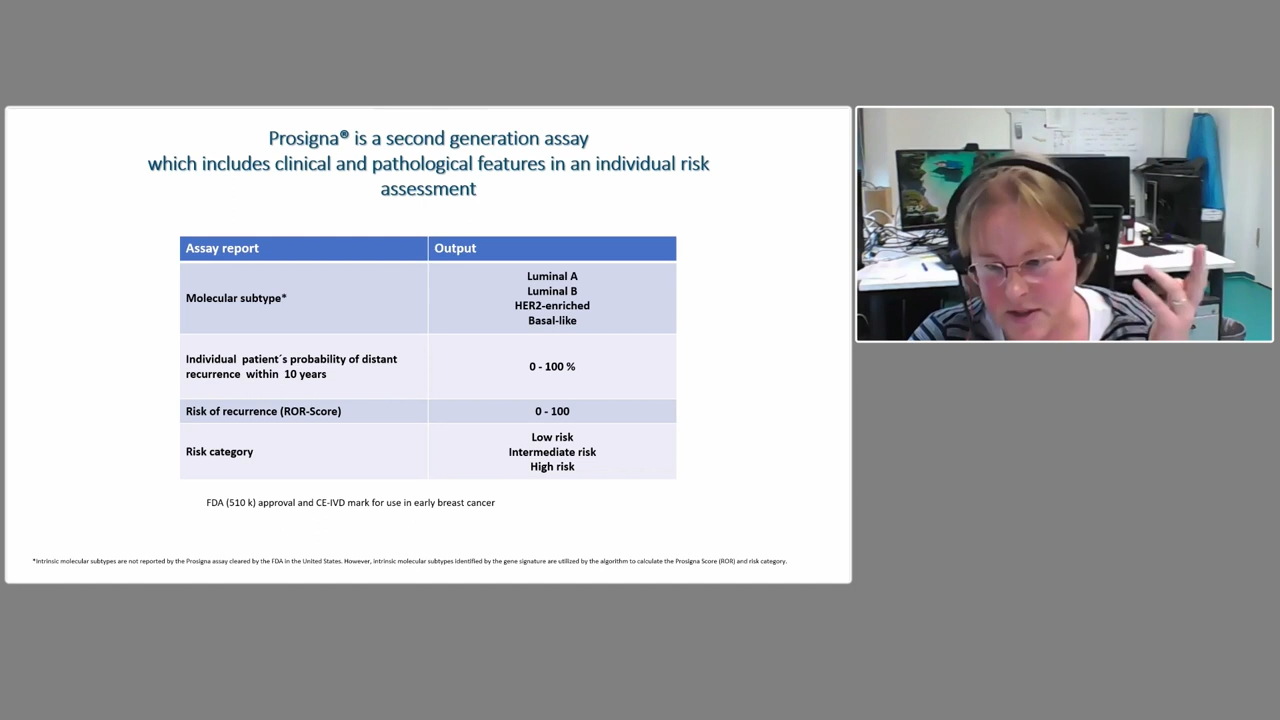 Prosigna® is a second generation assay
which includes clinical and pathological features in an individual risk
assessment
Assay report
Output
Molecular subtype*
Luminal A
Luminal B
HER2-enriched
Basal-like
Individual patient´s probability of distant
recurrence within 10 years
0 - 100 %
Risk of recurrence (ROR-Score)
0 - 100
Risk category
Low risk
Intermediate risk
High risk
FDA (510 k) approval and CE-IVD mark for use in early breast cancer
*Intrinsic molecular subtypes are not reported by the Prosigna assay cleared by the FDA in the United States. However, intrinsic molecular subtypes identified by the gene signature are utilized by the algorithm to calculate the Prosigna Score (ROR) and risk category.